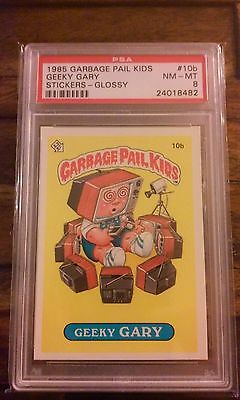 PSA
1985 GARBAGE PAIL KIDS #10b
GEEKY GARY NM-MT
STICKERS-GLOSSY 8
24018482
10b
GARBAGE PAIL KIDS
GEEKY GARY